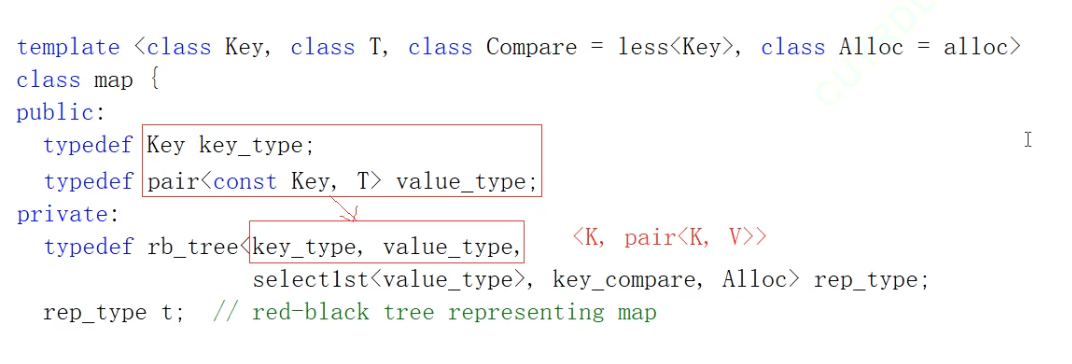 template <class Key, class T, class Compare = less<Key>, class Alloc = alloc>
class map {
public:
typedef Key key_type;
typedef pair<const Key, T> value_type;
private:
typedef rb_tree<key_type, value_type, <K, pair<K, V>>
select1st<value_type>, key_compare, Alloc> rep_type;
rep_type t; // red-black tree representing map